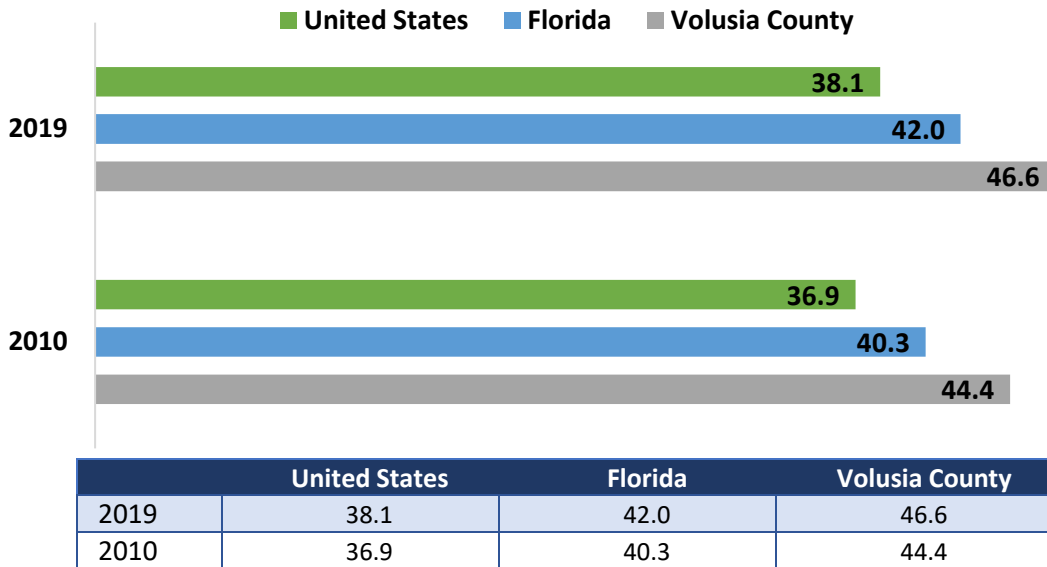 United States Florida Volusia County
38.1
2019 42.0
46.6
36.9
2010 40.3
44.4
United States Florida Volusia County
2019 38.1 42.0 46.6
2010 36.9 40.3 44.4